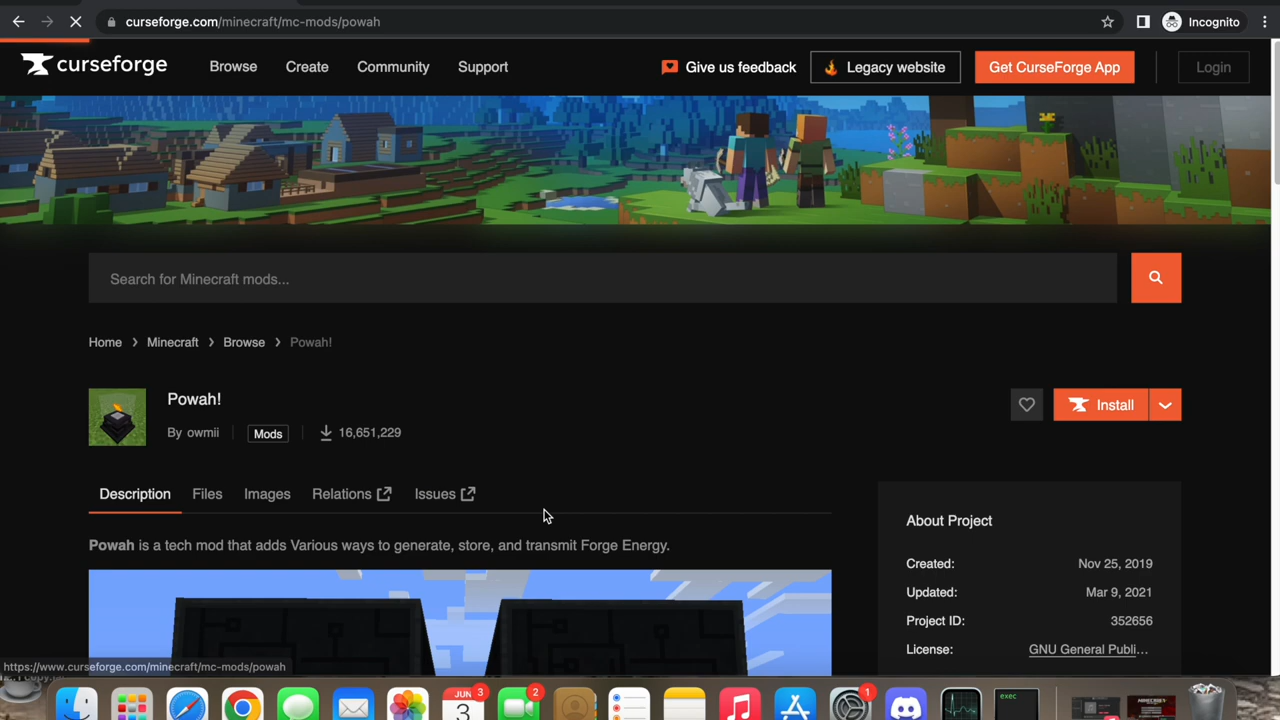 curseforge.com/minecraft/mc-mods/powah
Incognito
curseforge
Browse
Create
Community
Support
Give us feedback
Legacy website
Get CurseForge App
Login
Search for Minecraft mods...
Home > Minecraft > Browse > Powah!
Powah!
By owmii
Mods
16,651,229
Install
Description
Files
Images
Relations
Issues
Powah is a tech mod that adds Various ways to generate, store, and transmit Forge Energy.
About Project
Created: Nov 25, 2019
Updated: Mar 9, 2021
Project ID: 352656
License: GNU General Publi...
https://www.curseforge.com/minecraft/mc-mods/powah
JUN
3
3
2
1
exec